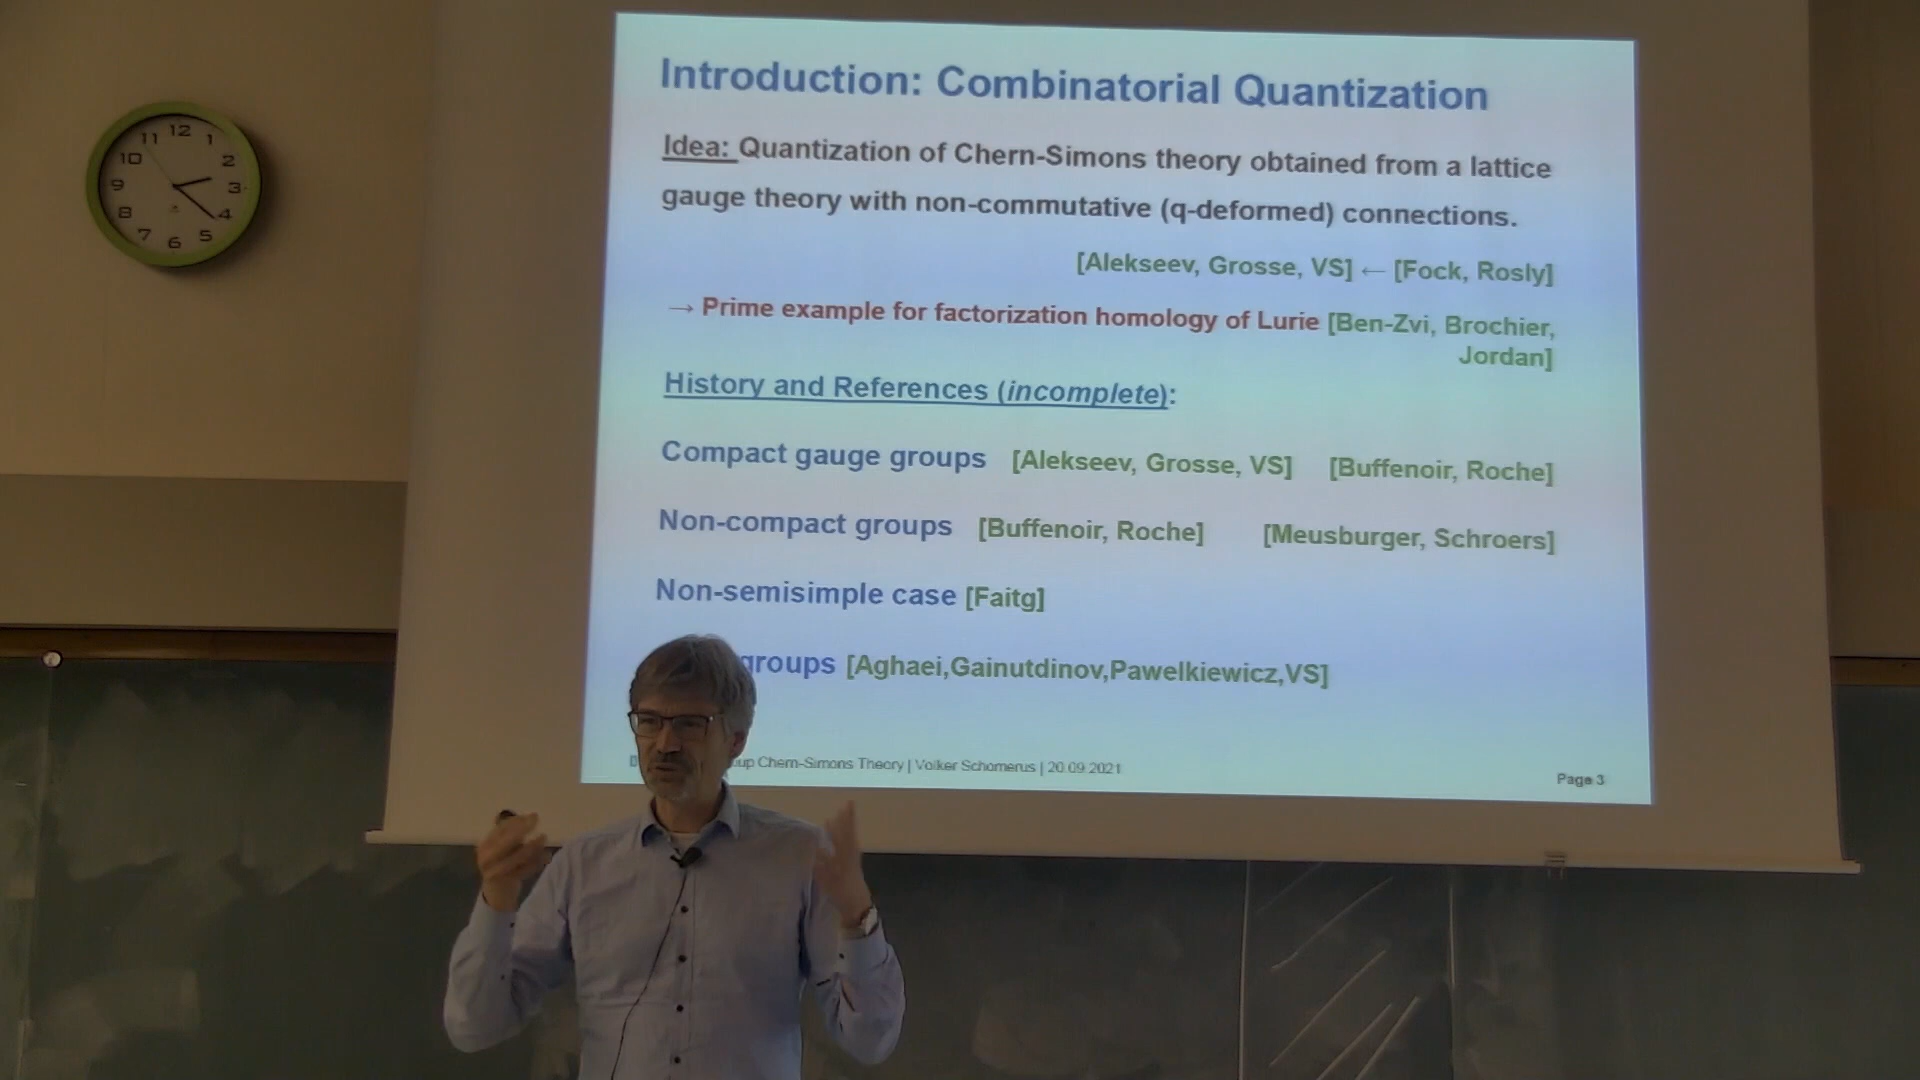 12
11 1
10 2
9 3
8 4
7 5
6
Introduction: Combinatorial Quantization
Idea: Quantization of Chern-Simons theory obtained from a lattice
gauge theory with non-commutative (q-deformed) connections.
[Alekseev, Grosse, VS] ← [Fock, Rosly]
→ Prime example for factorization homology of Lurie [Ben-Zvi, Brochier,
Jordan]
History and References (incomplete):
Compact gauge groups [Alekseev, Grosse, VS] [Buffenoir, Roche]
Non-compact groups [Buffenoir, Roche] [Meusburger, Schroers]
Non-semisimple case [Faitg]
groups [Aghaei,Gainutdinov,Pawelkiewicz,VS]
Chern-Simons Theory | Volker Schomerus | 20.09.2021
Page 3